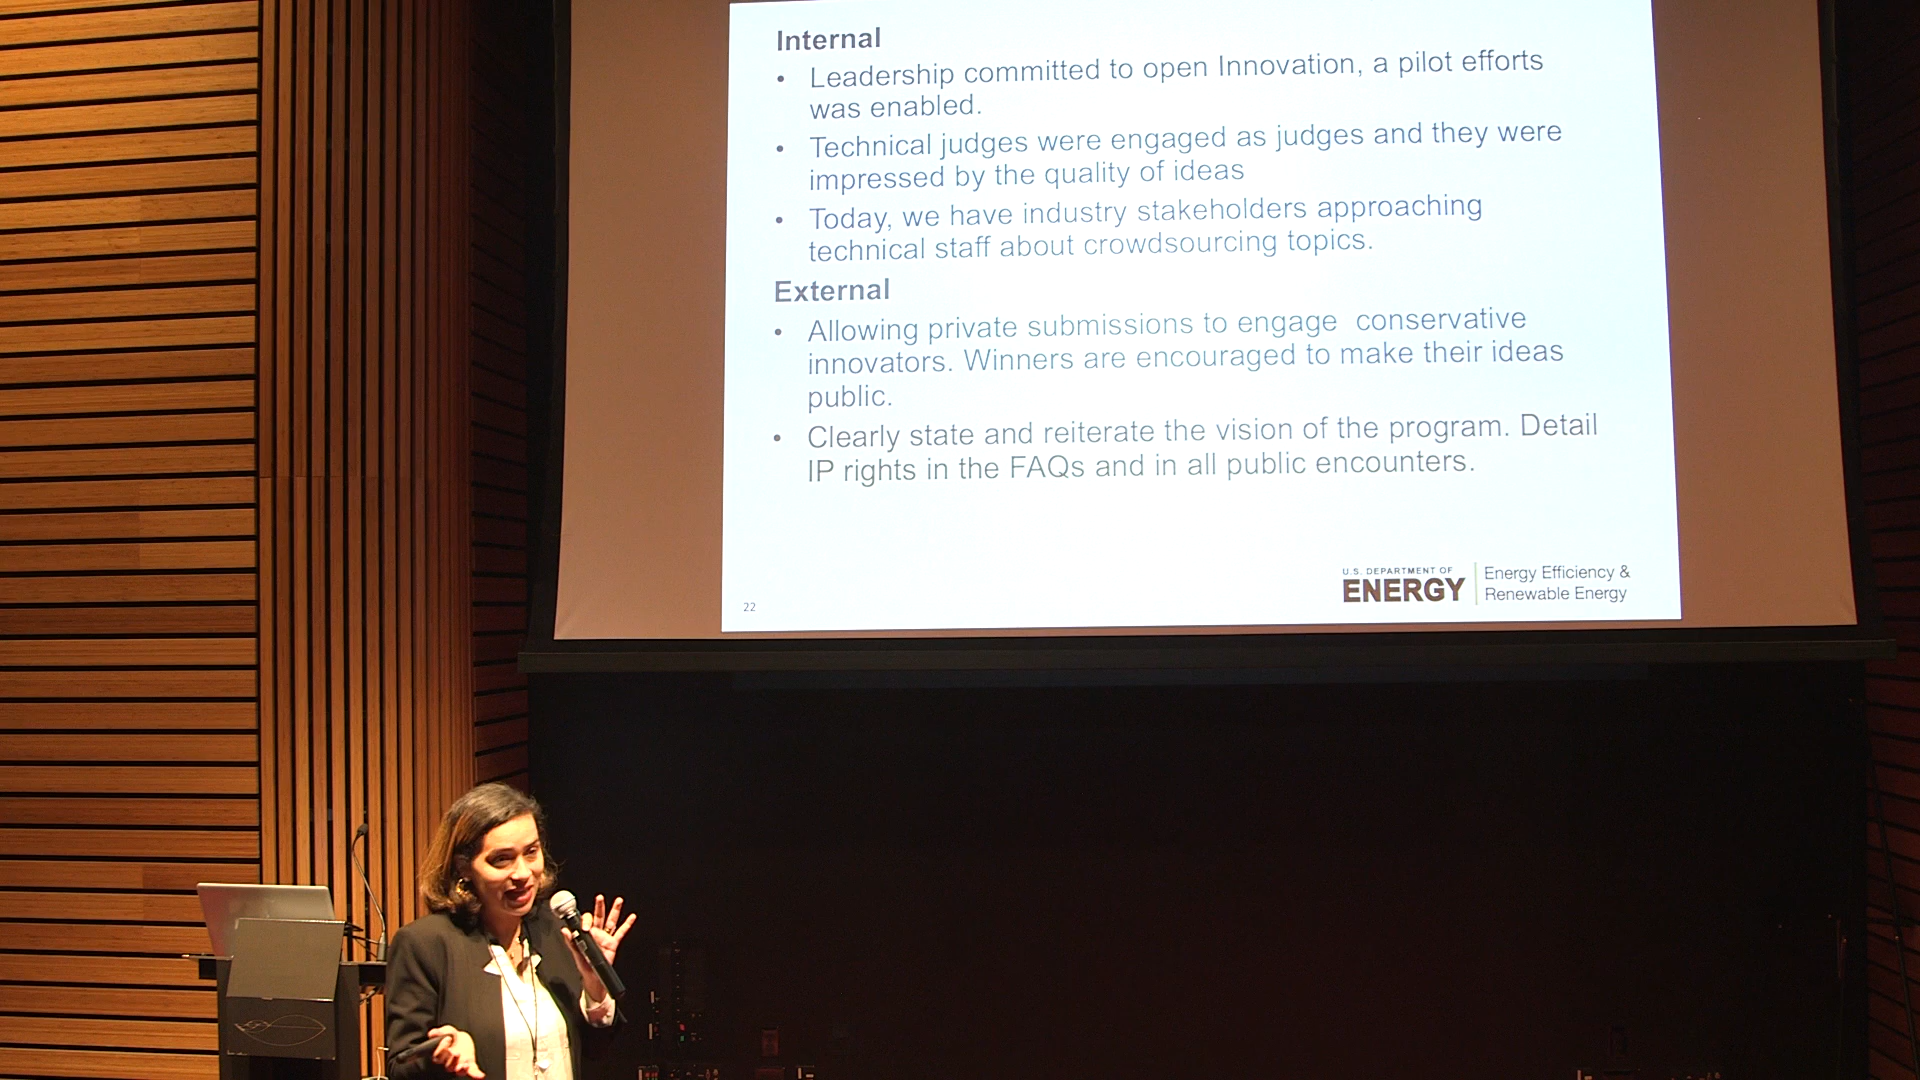 Internal
• Leadership committed to open Innovation, a pilot efforts
was enabled.
• Technical judges were engaged as judges and they were
impressed by the quality of ideas
• Today, we have industry stakeholders approaching
technical staff about crowdsourcing topics.
External
• Allowing private submissions to engage conservative
innovators. Winners are encouraged to make their ideas
public.
• Clearly state and reiterate the vision of the program. Detail
IP rights in the FAQs and in all public encounters.
U.S. DEPARTMENT OF
ENERGY
Energy Efficiency &
Renewable Energy
22